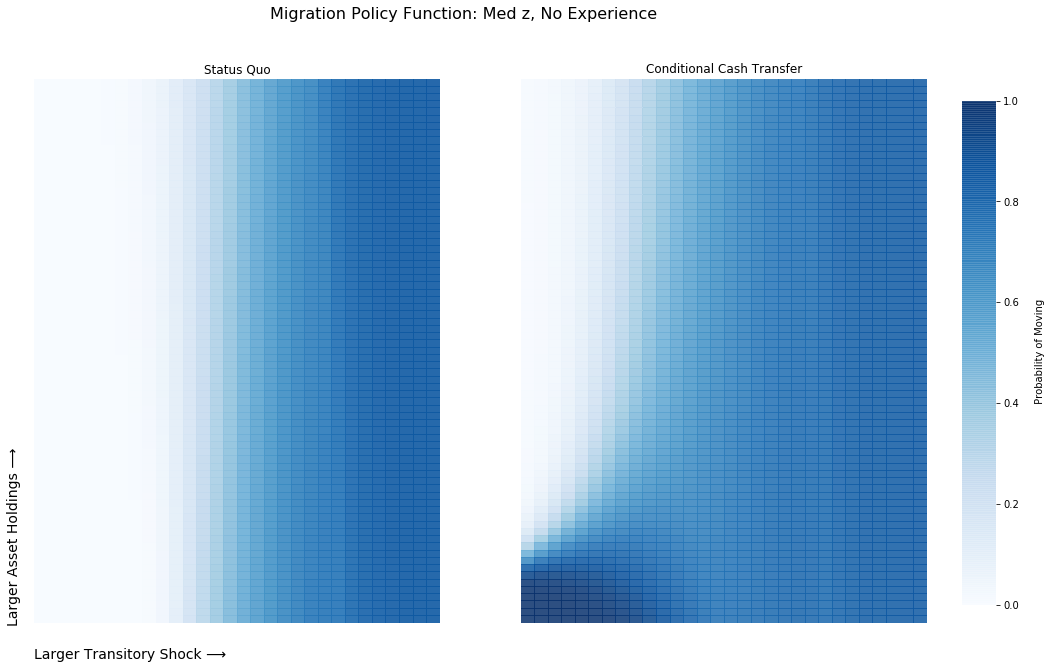 Migration Policy Function: Med z, No Experience
Status Quo
Conditional Cash Transfer
1.0
0.8
0.6
0.4
0.2
0.0
Probability of Moving
Larger Asset Holdings ⟶
Larger Transitory Shock ⟶